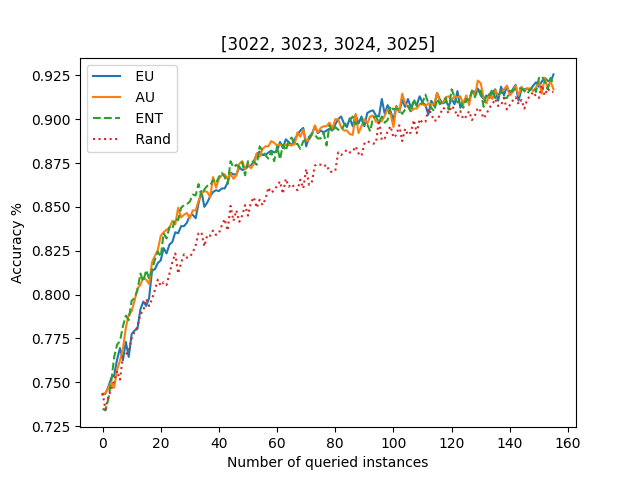 [3022, 3023, 3024, 3025]
EU
AU
ENT
Rand
Accuracy %
0.925
0.900
0.875
0.850
0.825
0.800
0.775
0.750
0.725
0 20 40 60 80 100 120 140 160
Number of queried instances